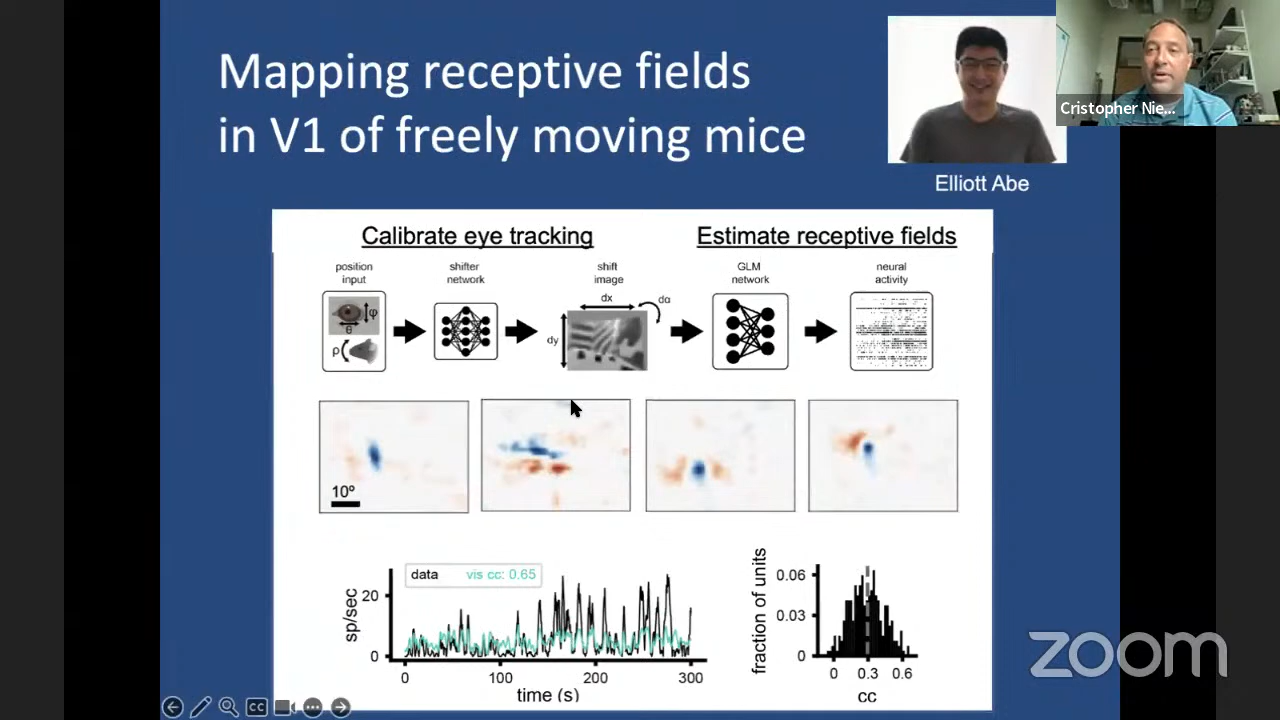 Mapping receptive fields
in V1 of freely moving mice
Cristopher Nie...
Elliott Abe
Calibrate eye tracking
Estimate receptive fields
position
input
shifter
network
shift
image
GLM
network
neural
activity
dx
dα
dy
φ
θ
ρ
10º
data
vis cc: 0.65
sp/sec
20
0
0
100
200
300
time (s)
fraction of units
0.06
0.03
0
0
0.3
0.6
cc
zoom
CC